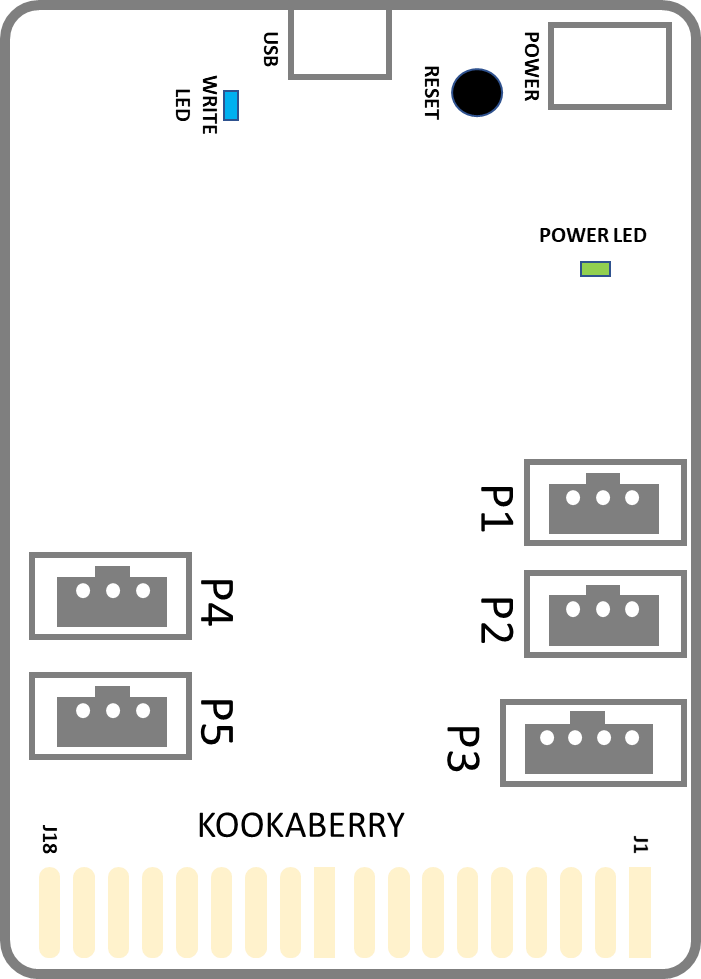 USB
WRITE
LED
RESET
POWER
POWER LED
P1
P4
P2
P5
P3
KOOKABERRY
J18
J1